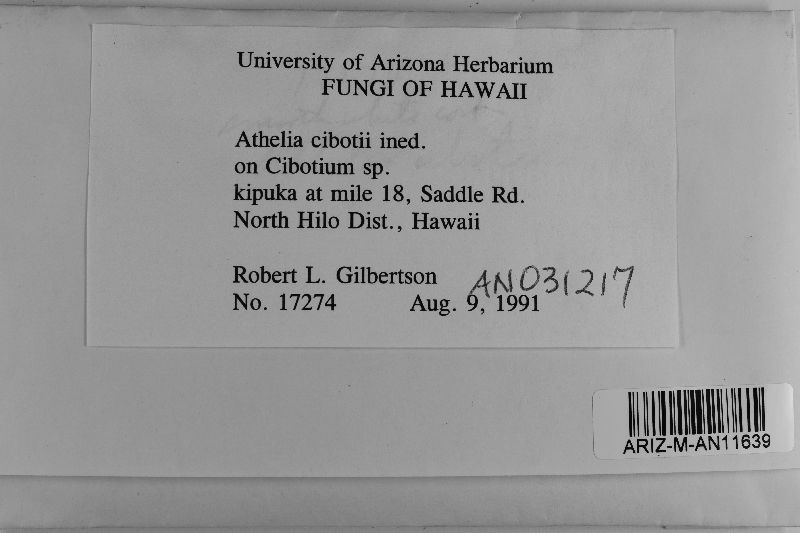 University of Arizona Herbarium
FUNGI OF HAWAII
Athelia cibotii ined.
on Cibotium sp.
kipuka at mile 18, Saddle Rd.
North Hilo Dist., Hawaii
Robert L. Gilbertson
AN031217
No. 17274 Aug. 9, 1991
ARIZ-M-AN11639